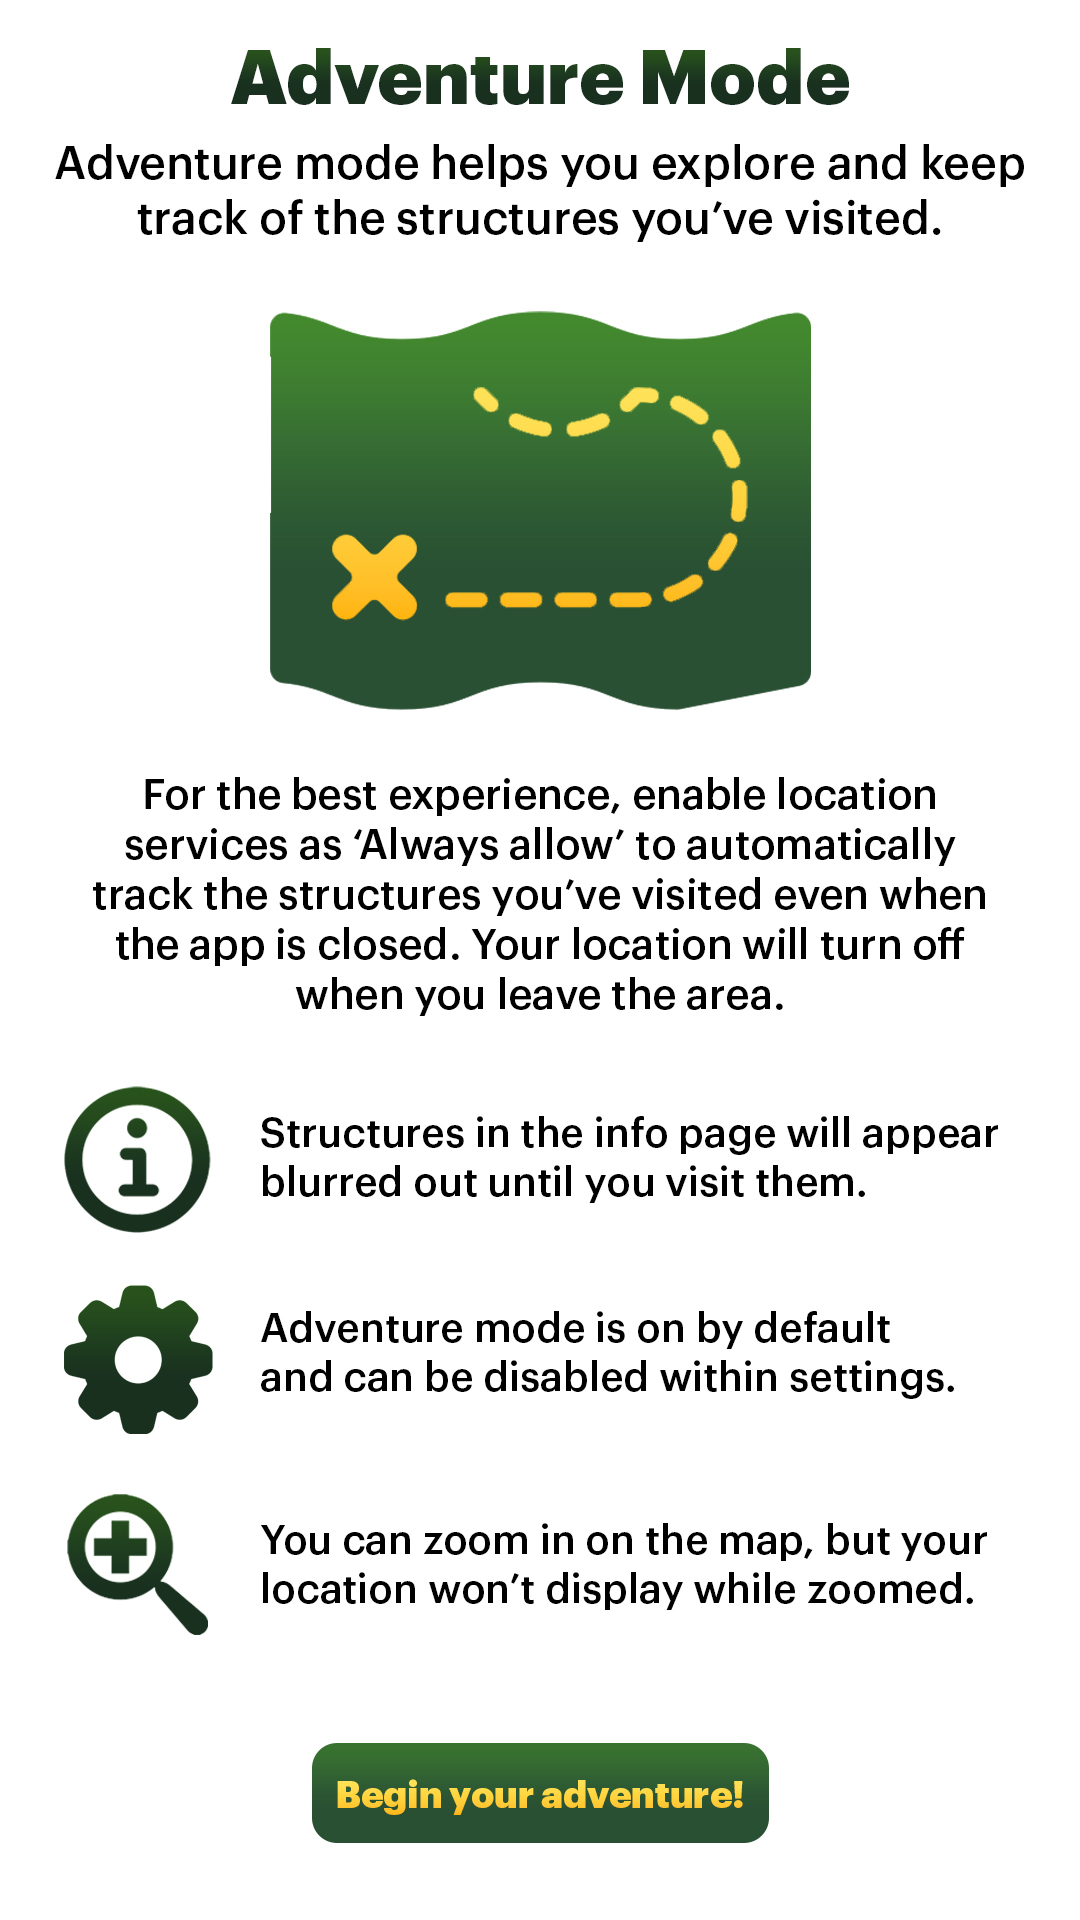 Adventure Mode
Adventure mode helps you explore and keep
track of the structures you’ve visited.
For the best experience, enable location
services as ‘Always allow’ to automatically
track the structures you’ve visited even when
the app is closed. Your location will turn off
when you leave the area.
Structures in the info page will appear
blurred out until you visit them.
Adventure mode is on by default
and can be disabled within settings.
You can zoom in on the map, but your
location won’t display while zoomed.
Begin your adventure!